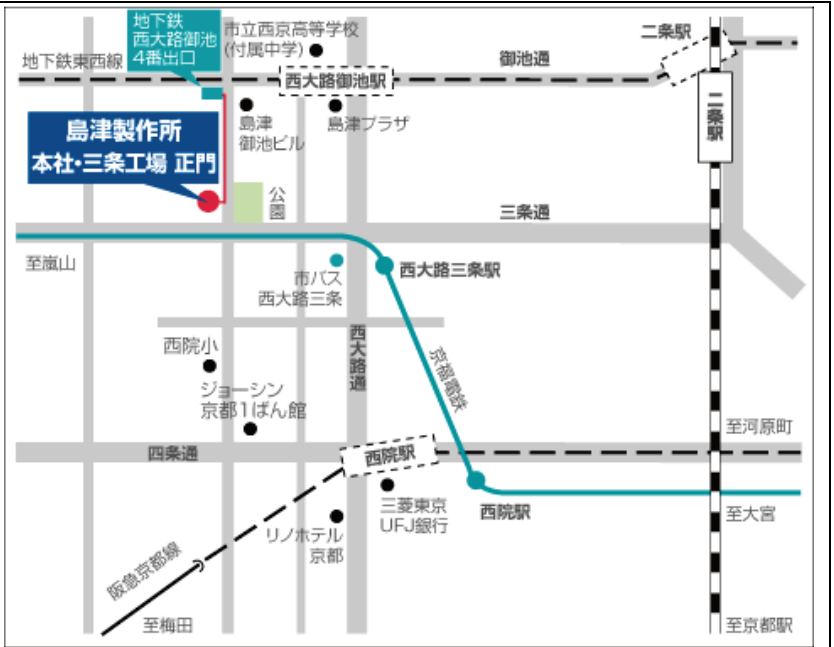 地下鉄
西大路御池
4番出口
市立西京高等学校
(付属中学)
二条駅
地下鉄東西線
御池通
西大路御池駅
二条駅
島津製作所
本社・三条工場 正門
島津
御池ビル
島津プラザ
公園
三条通
至嵐山
西大路三条駅
市バス
西大路三条
西大路通
京福電鉄
西院小
ジョーシン
京都1ばん館
至河原町
四条通
西院駅
三菱東京
UFJ銀行
西院駅
至大宮
リノホテル
京都
阪急京都線
至梅田
至京都駅